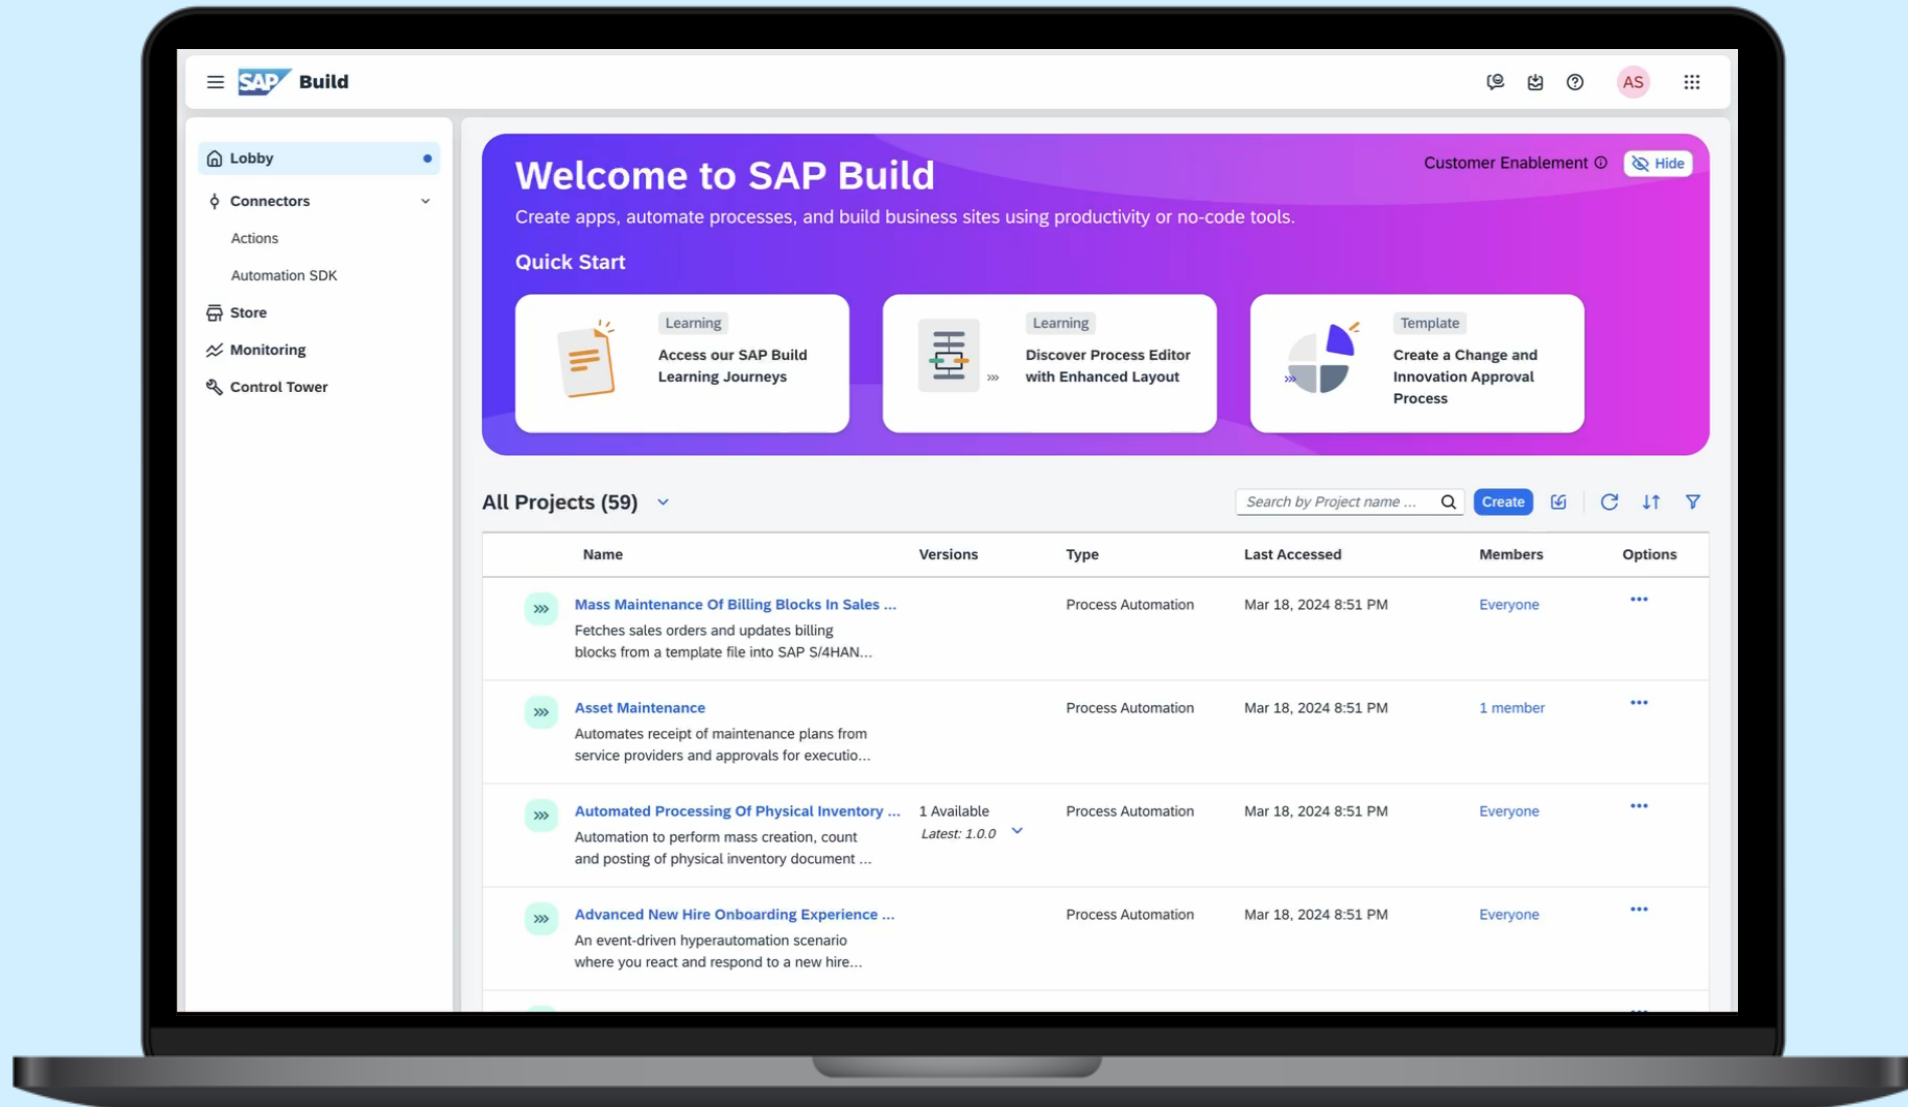 SAP Build
AS
Lobby
Connectors
Actions
Automation SDK
Store
Monitoring
Control Tower
Welcome to SAP Build
Customer Enablement
Hide
Create apps, automate processes, and build business sites using productivity or no-code tools.
Quick Start
Learning
Access our SAP Build
Learning Journeys
Learning
Discover Process Editor
with Enhanced Layout
Template
Create a Change and
Innovation Approval
Process
All Projects (59)
Search by Project name ...
Create
Name Versions Type Last Accessed Members Options
Mass Maintenance Of Billing Blocks In Sales ... Process Automation Mar 18, 2024 8:51 PM Everyone
Fetches sales orders and updates billing
blocks from a template file into SAP S/4HAN...
Asset Maintenance Process Automation Mar 18, 2024 8:51 PM 1 member
Automates receipt of maintenance plans from
service providers and approvals for executio...
Automated Processing Of Physical Inventory ... 1 Available Process Automation Mar 18, 2024 8:51 PM Everyone
Latest: 1.0.0
Automation to perform mass creation, count
and posting of physical inventory document ...
Advanced New Hire Onboarding Experience ... Process Automation Mar 18, 2024 8:51 PM Everyone
An event-driven hyperautomation scenario
where you react and respond to a new hire...